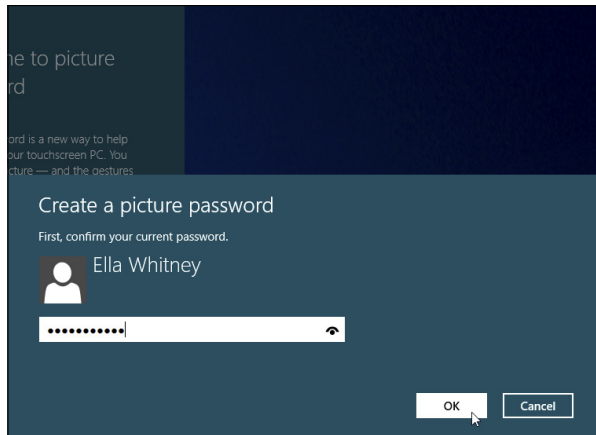 ne to picture
rd
ord is a new way to help
our touchscreen PC. You
cture — and the gestures
Create a picture password
First, confirm your current password.
Ella Whitney
•••••••••••
OK
Cancel